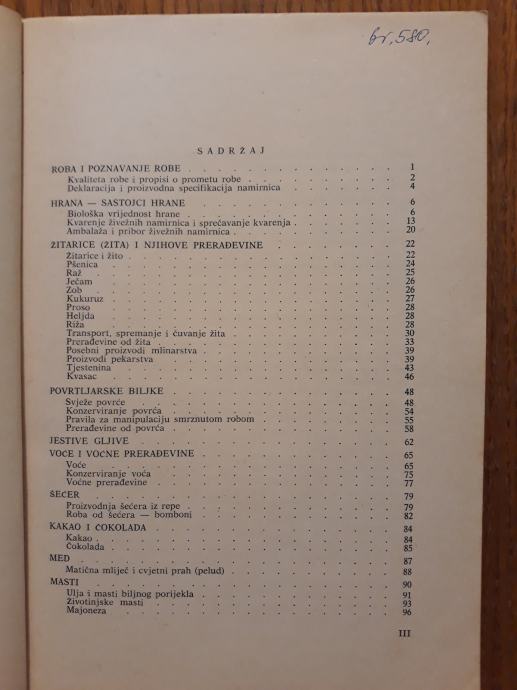 br. 580.
SADRŽAJ
ROBA I POZNAVANJE ROBE . . . 1
Kvaliteta robe i propisi o prometu robe . . . 2
Deklaracija i proizvodna specifikacija namirnica . . . 4
HRANA — SASTOJCI HRANE . . . 6
Biološka vrijednost hrane . . . 6
Kvarenje živežnih namirnica i sprečavanje kvarenja . . . 13
Ambalaža i pribor živežnih namirnica . . . 20
ŽITARICE (ŽITA) I NJIHOVE PRERAĐEVINE . . . 22
Žitarice i žito . . . 22
Pšenica . . . 24
Raž . . . 25
Ječam . . . 26
Zob . . . 26
Kukuruz . . . 27
Proso . . . 28
Heljda . . . 28
Riža . . . 28
Transport, spremanje i čuvanje žita . . . 30
Prerađevine od žita . . . 33
Posebni proizvodi mlinarstva . . . 39
Proizvodi pekarstva . . . 39
Tjestenina . . . 43
Kvasac . . . 46
POVRTLJARSKE BILJKE . . . 48
Svježe povrće . . . 48
Konzerviranje povrća . . . 54
Pravila za manipulaciju smrznutom robom . . . 55
Prerađevine od povrća . . . 58
JESTIVE GLJIVE . . . 62
VOĆE I VOĆNE PRERAĐEVINE . . . 65
Voće . . . 65
Konzerviranje voća . . . 75
Voćne prerađevine . . . 77
ŠEĆER . . . 79
Proizvodnja šećera iz repe . . . 79
Roba od šećera — bomboni . . . 82
KAKAO I ČOKOLADA . . . 84
Kakao . . . 84
Čokolada . . . 85
MED . . . 87
Matična mliječ i cvjetni prah (pelud) . . . 88
MASTI . . . 90
Ulja i masti biljnog porijekla . . . 91
Životinjske masti . . . 93
Majoneza . . . 96
III